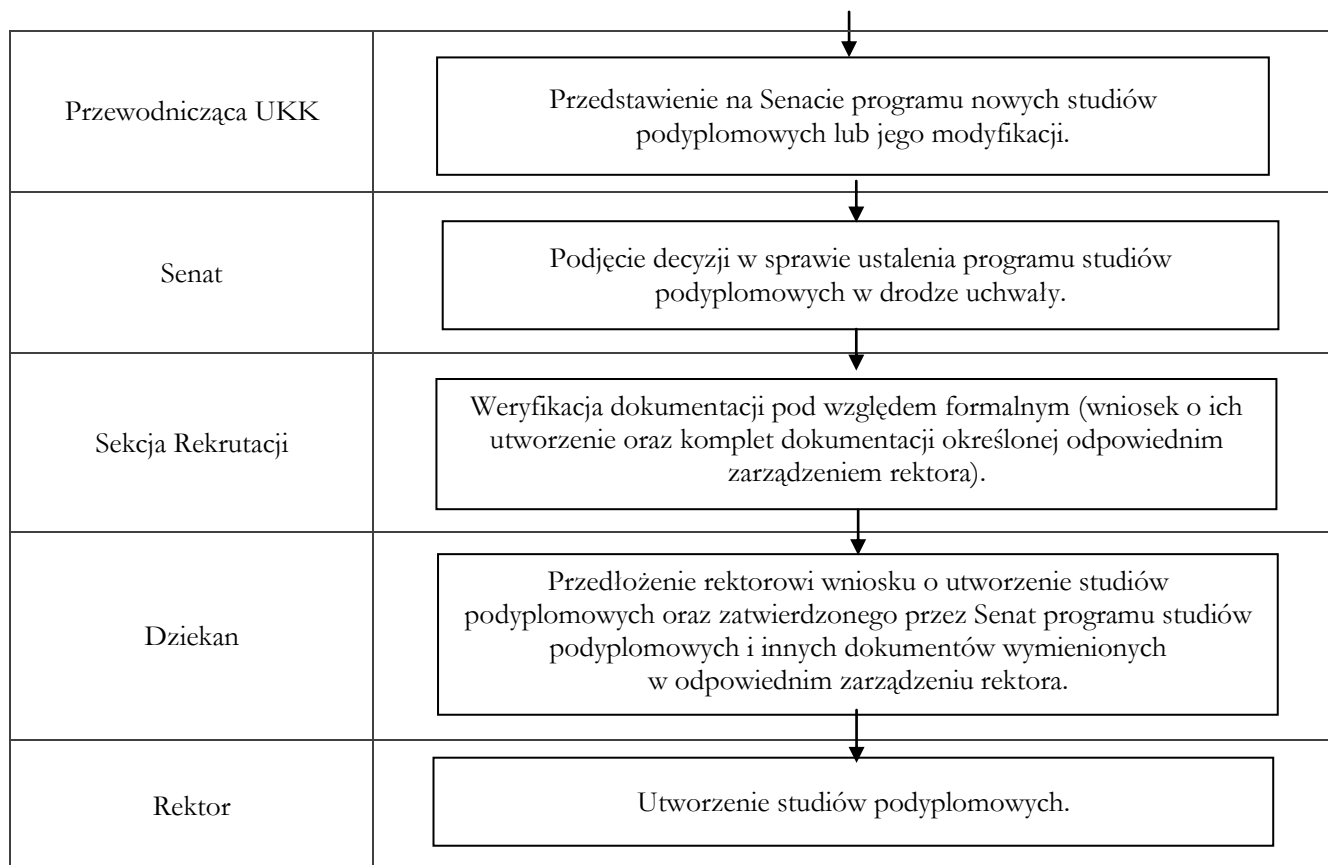 Przewodnicząca UKK
Przedstawienie na Senacie programu nowych studiów
podyplomowych lub jego modyfikacji.
Senat
Podjęcie decyzji w sprawie ustalenia programu studiów
podyplomowych w drodze uchwały.
Sekcja Rekrutacji
Weryfikacja dokumentacji pod względem formalnym (wniosek o ich
utworzenie oraz komplet dokumentacji określonej odpowiednim
zarządzeniem rektora).
Dziekan
Przedłożenie rektorowi wniosku o utworzenie studiów
podyplomowych oraz zatwierdzonego przez Senat programu studiów
podyplomowych i innych dokumentów wymienionych
w odpowiednim zarządzeniu rektora.
Rektor
Utworzenie studiów podyplomowych.